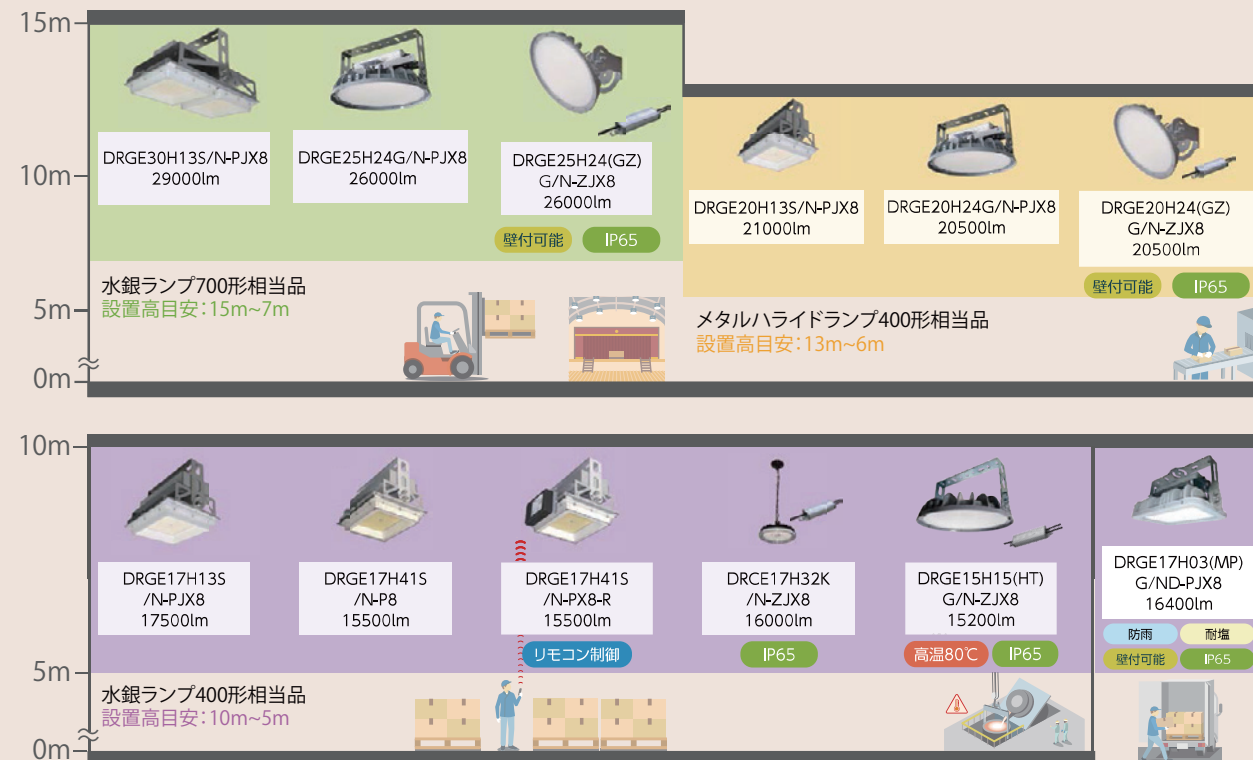 15m
10m
5m
0m
DRGE30H13S/N-PJX8
29000lm
DRGE25H24G/N-PJX8
26000lm
DRGE25H24(GZ)
G/N-ZJX8
26000lm
壁付可能
IP65
水銀ランプ700形相当品
設置高目安:15m~7m
DRGE20H13S/N-PJX8
21000lm
DRGE20H24G/N-PJX8
20500lm
DRGE20H24(GZ)
G/N-ZJX8
20500lm
壁付可能
IP65
メタルハライドランプ400形相当品
設置高目安:13m~6m
10m
5m
0m
DRGE17H13S
/N-PJX8
17500lm
DRGE17H41S
/N-P8
15500lm
DRGE17H41S
/N-PX8-R
15500lm
リモコン制御
DRCE17H32K
/N-ZJX8
16000lm
IP65
DRGE15H15(HT)
G/N-ZJX8
15200lm
高温80℃
IP65
DRGE17H03(MP)
G/ND-PJX8
16400lm
防雨
耐塩
壁付可能
IP65
水銀ランプ400形相当品
設置高目安:10m~5m